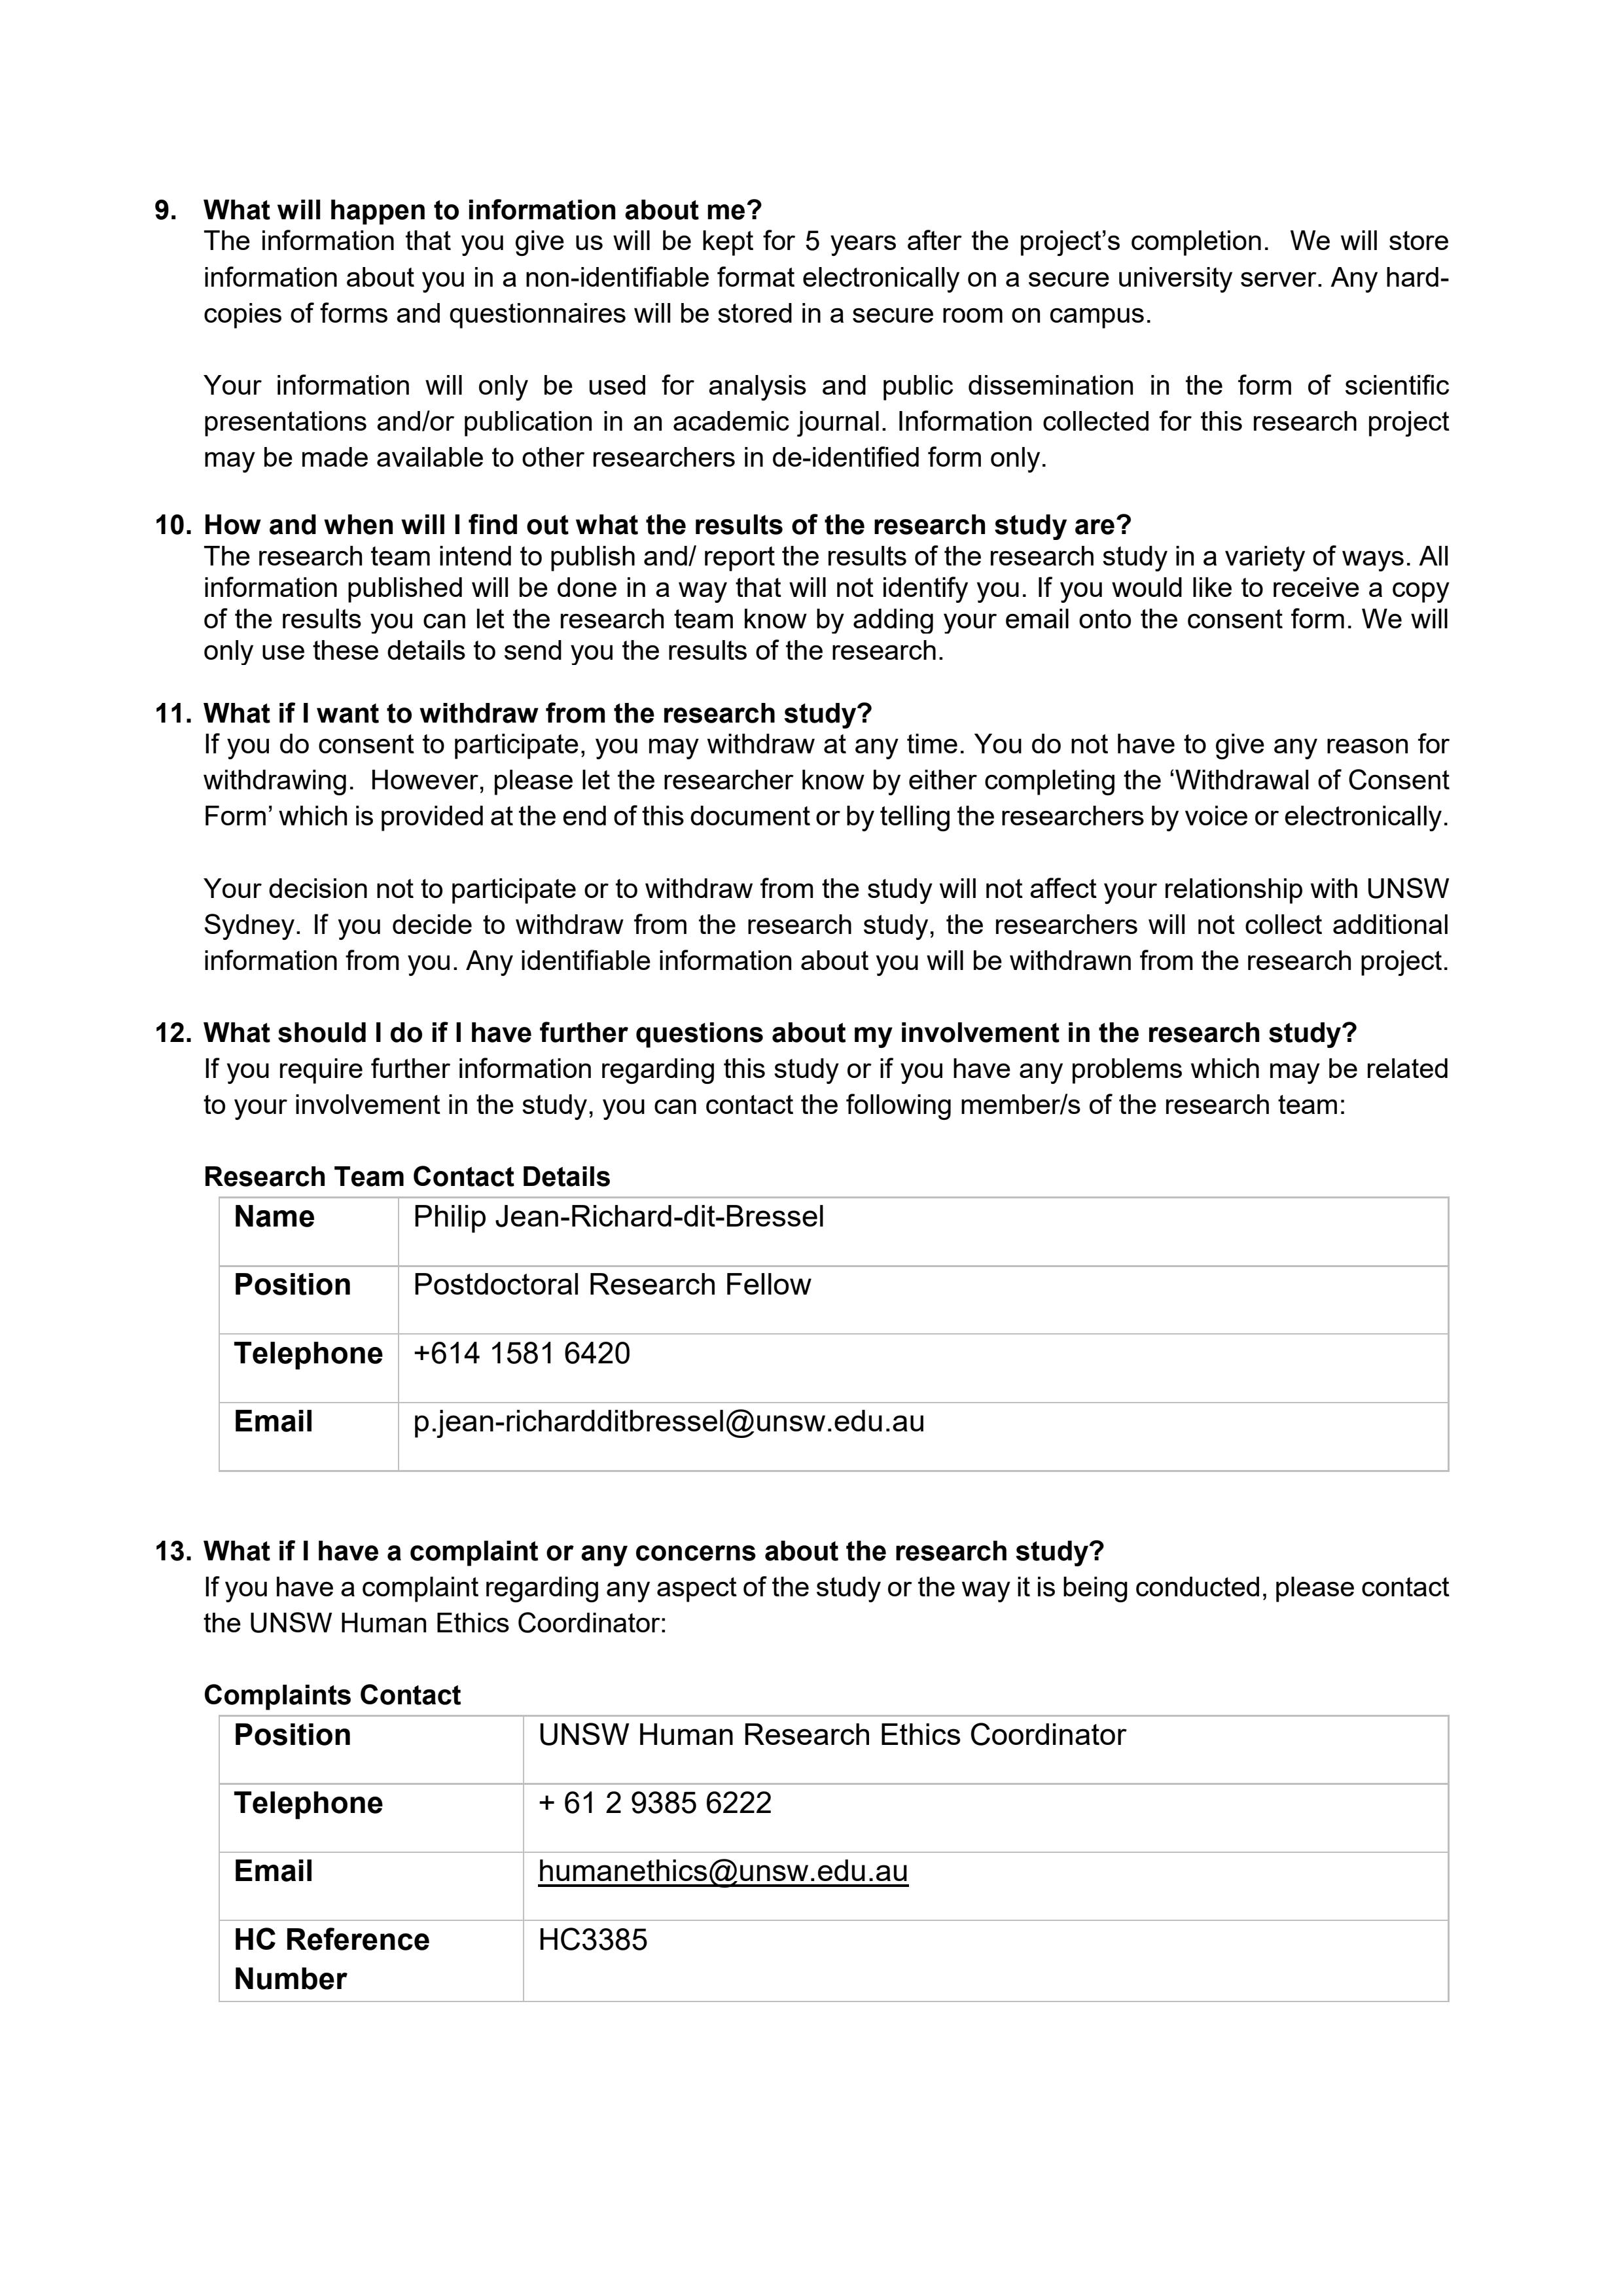 9. What will happen to information about me?
The information that you give us will be kept for 5 years after the project’s completion.  We will store
information about you in a non-identifiable format electronically on a secure university server. Any hard-
copies of forms and questionnaires will be stored in a secure room on campus.
Your information will only be used for analysis and public dissemination in the form of scientific
presentations and/or publication in an academic journal. Information collected for this research project
may be made available to other researchers in de-identified form only.
10. How and when will I find out what the results of the research study are?
The research team intend to publish and/ report the results of the research study in a variety of ways. All
information published will be done in a way that will not identify you. If you would like to receive a copy
of the results you can let the research team know by adding your email onto the consent form. We will
only use these details to send you the results of the research.
11. What if I want to withdraw from the research study?
If you do consent to participate, you may withdraw at any time. You do not have to give any reason for
withdrawing.  However, please let the researcher know by either completing the ‘Withdrawal of Consent
Form’ which is provided at the end of this document or by telling the researchers by voice or electronically.
Your decision not to participate or to withdraw from the study will not affect your relationship with UNSW
Sydney. If you decide to withdraw from the research study, the researchers will not collect additional
information from you. Any identifiable information about you will be withdrawn from the research project.
12. What should I do if I have further questions about my involvement in the research study?
If you require further information regarding this study or if you have any problems which may be related
to your involvement in the study, you can contact the following member/s of the research team:
Research Team Contact Details
Name Philip Jean-Richard-dit-Bressel
Position Postdoctoral Research Fellow
Telephone +614 1581 6420
Email p.jean-richardditbressel@unsw.edu.au
13. What if I have a complaint or any concerns about the research study?
If you have a complaint regarding any aspect of the study or the way it is being conducted, please contact
the UNSW Human Ethics Coordinator:
Complaints Contact
Position UNSW Human Research Ethics Coordinator
Telephone + 61 2 9385 6222
Email humanethics@unsw.edu.au
HC Reference HC3385
Number